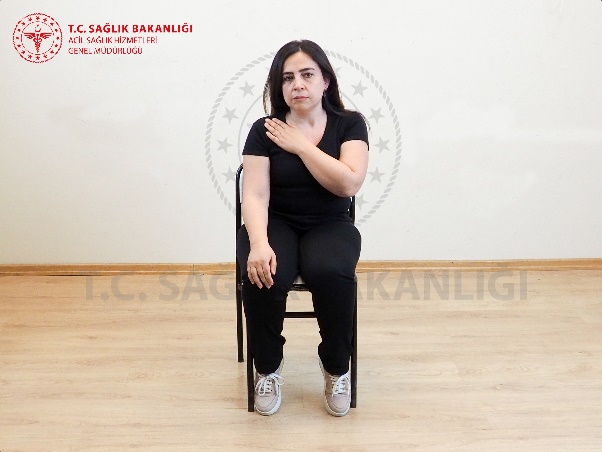 T.C. SAĞLIK BAKANLIĞI
ACİL SAĞLIK HİZMETLERİ
GENEL MÜDÜRLÜĞÜ
T.C. SAĞLIK BAKANLIĞI